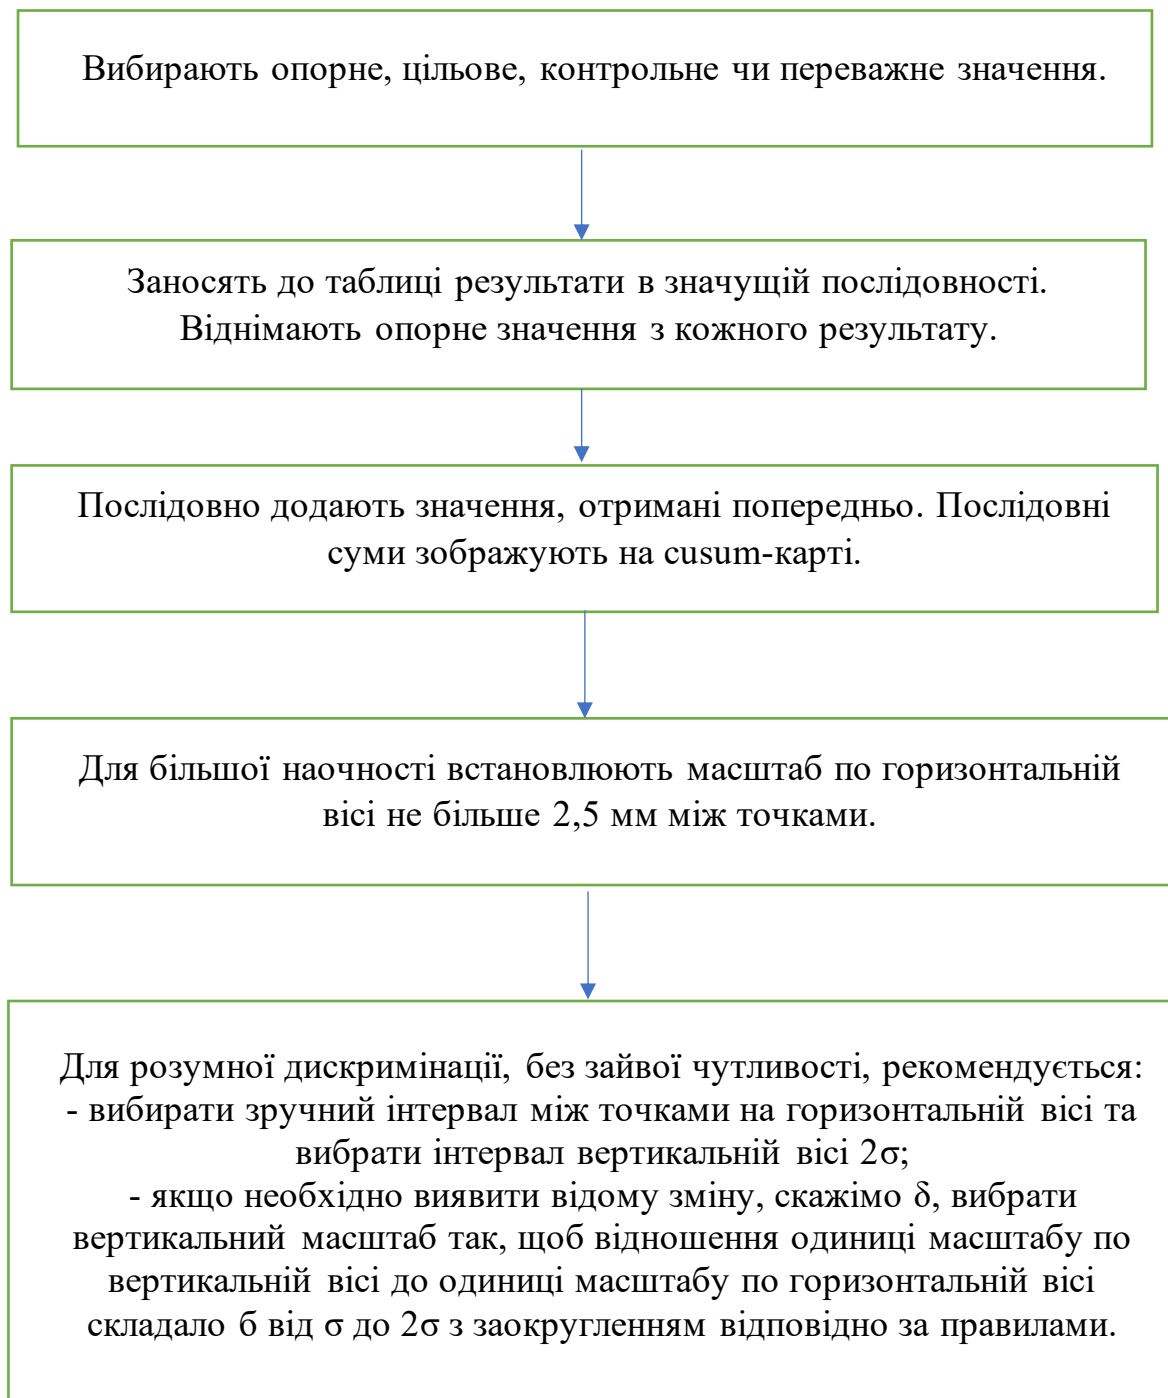 Вибирають опорне, цільове, контрольне чи переважне значення.
Заносять до таблиці результати в значущій послідовності.
Віднімають опорне значення з кожного результату.
Послідовно додають значення, отримані попередньо. Послідовні
суми зображують на cusum-карті.
Для більшої наочності встановлюють масштаб по горизонтальній
вісі не більше 2,5 мм між точками.
Для розумної дискримінації, без зайвої чутливості, рекомендується:
- вибирати зручний інтервал між точками на горизонтальній вісі та
вибрати інтервал вертикальній вісі 2σ;
- якщо необхідно виявити відому зміну, скажімо δ, вибрати
вертикальний масштаб так, щоб відношення одиниці масштабу по
вертикальній вісі до одиниці масштабу по горизонтальній вісі
складало б від σ до 2σ з заокругленням відповідно за правилами.